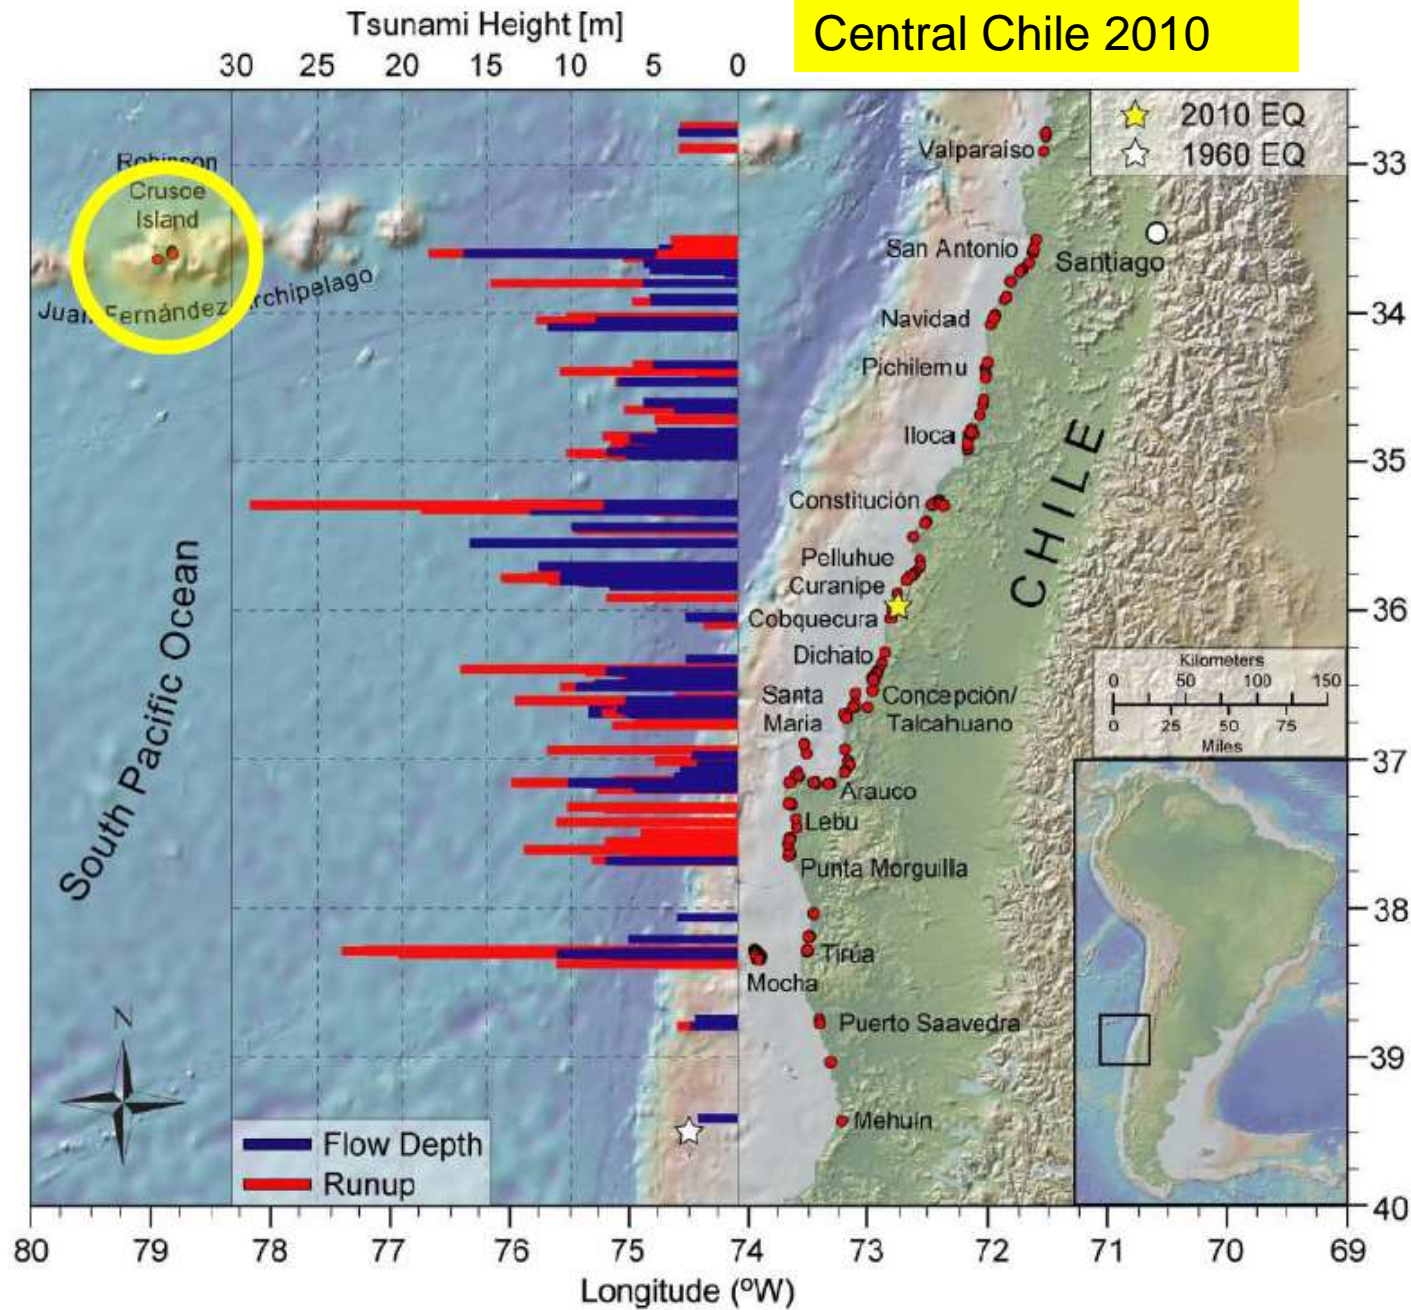 Central Chile 2010
Tsunami Height [m]
30 25 20 15 10 5 0
2010 EQ
1960 EQ
Valparaíso
33
Robinson
Crusoe
Island
San Antonio
Santiago
Juan Fernández Archipelago
Navidad
34
Pichilemu
Iloca
CHILE
35
Constitución
Pelluhue
Curanipe
36
Cobquecura
Dichato
Kilometers
0 50 100 150
0 25 50 75
Miles
Santa
Maria
Concepción/
Talcahuano
South Pacific Ocean
37
Arauco
Lebu
Punta Morguilla
38
Tirúa
Mocha
Puerto Saavedra
N
39
Mehuin
Flow Depth
Runup
40
80 79 78 77 76 75 74 73 72 71 70 69
Longitude (ºW)